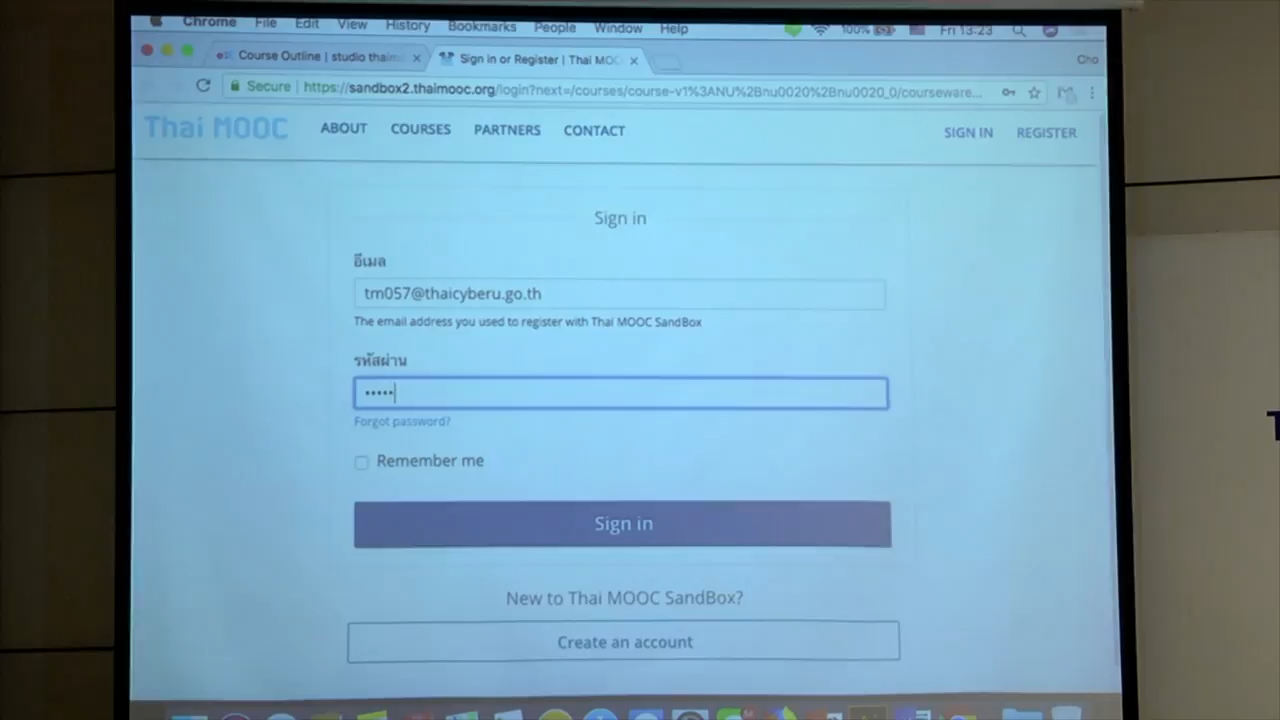 Chrome File Edit View History Bookmarks People Window Help 100% Fri 13:23
Course Outline | studio thaim
Sign in or Register | Thai MOC
Cho
Secure https://sandbox2.thaimooc.org/login?next=/courses/course-v1%3ANU%2Bnu0020%2Bnu0020_0/courseware...
Thai MOOC ABOUT COURSES PARTNERS CONTACT SIGN IN REGISTER
Sign in
อีเมล
tm057@thaicyberu.go.th
The email address you used to register with Thai MOOC SandBox
รหัสผ่าน
•••••
Forgot password?
Remember me
Sign in
New to Thai MOOC SandBox?
Create an account